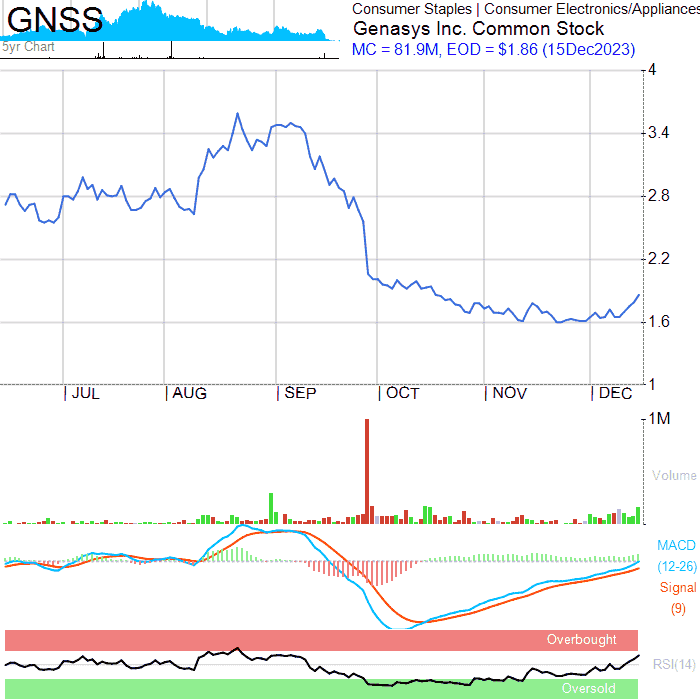 GNSS
Consumer Staples | Consumer Electronics/Appliances
Genasys Inc. Common Stock
MC = 81.9M, EOD = $1.86 (15Dec2023)
5yr Chart
4
3.4
2.8
2.2
1.6
1
JUL AUG SEP OCT NOV DEC
1M
Volume
MACD
(12-26)
Signal
(9)
Overbought
RSI(14)
Oversold